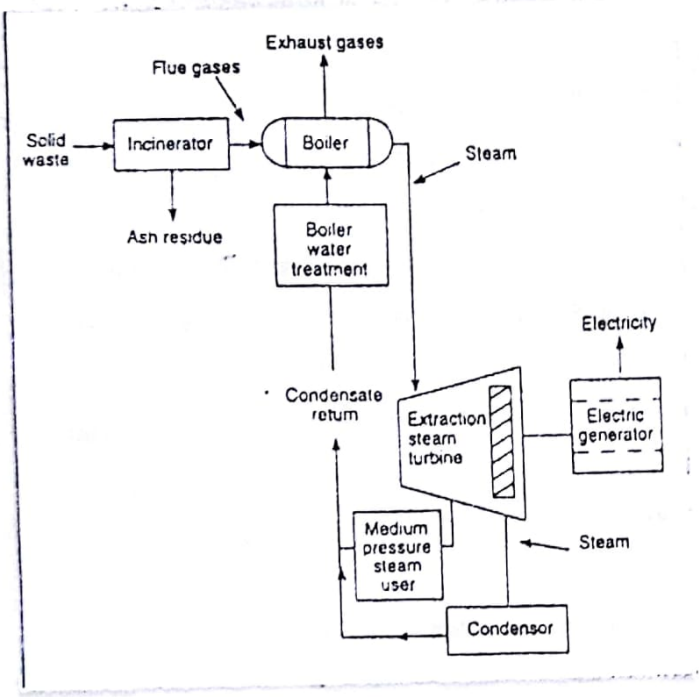 Exhaust gases
Flue gases
Solid
waste
Incinerator
Boiler
Steam
Ash residue
Boiler
water
treatment
Electricity
Condensate
return
Extraction
steam
turbine
Electric
generator
Medium
pressure
steam
user
Steam
Condensor